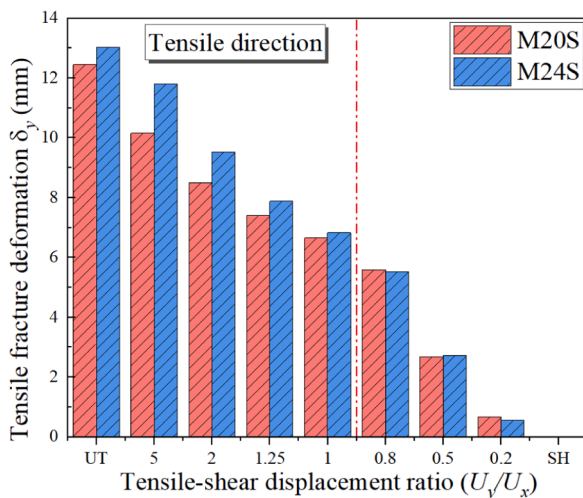 Tensile direction
M20S
M24S
Tensile fracture deformation δy (mm)
14
12
10
8
6
4
2
0
UT 5 2 1.25 1 0.8 0.5 0.2 SH
Tensile-shear displacement ratio (Uy/Ux)